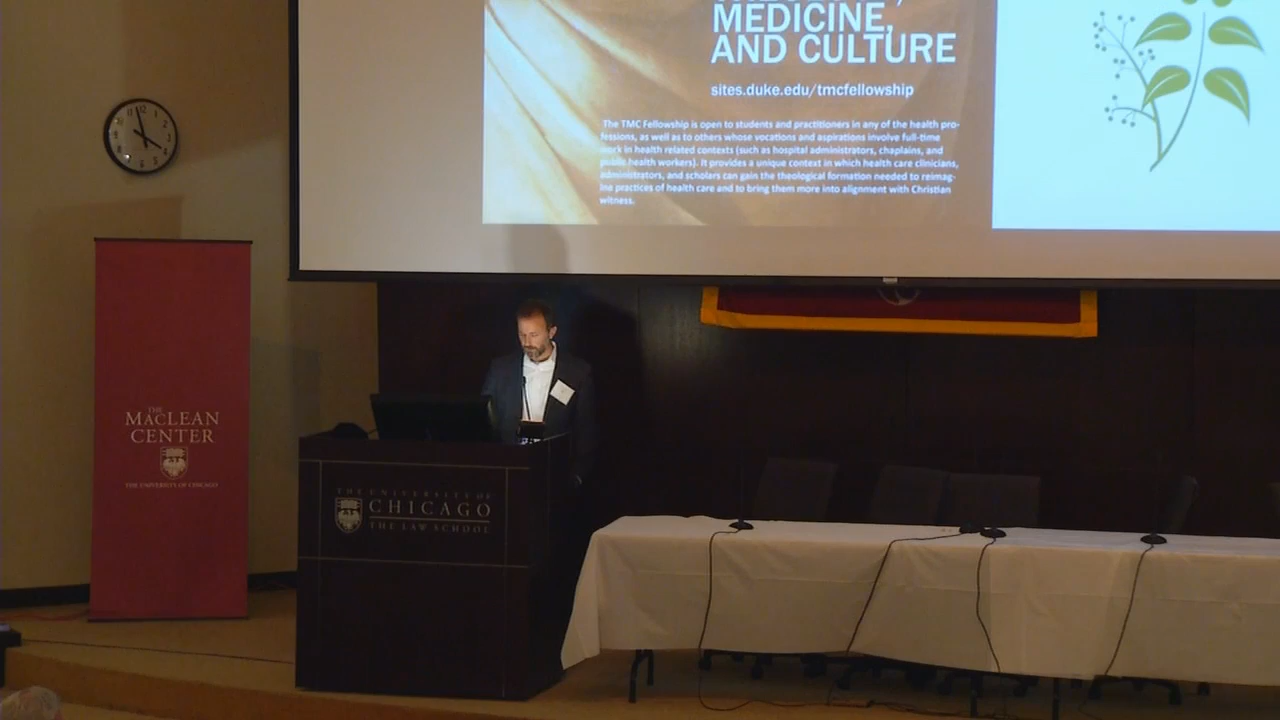 MEDICINE,
AND CULTURE
sites.duke.edu/tmcfellowship
The TMC Fellowship is open to students and practitioners in any of the health pro-
fessions, as well as to others whose vocations and aspirations involve full-time
work in health related contexts (such as hospital administrators, chaplains, and
public health workers). It provides a unique context in which health care clinicians,
administrators, and scholars can gain the theological formation needed to reimag-
ine practices of health care and to bring them more into alignment with Christian
witness.
THE
MACLEAN
CENTER
THE UNIVERSITY OF CHICAGO
THE UNIVERSITY OF
CHICAGO
THE LAW SCHOOL